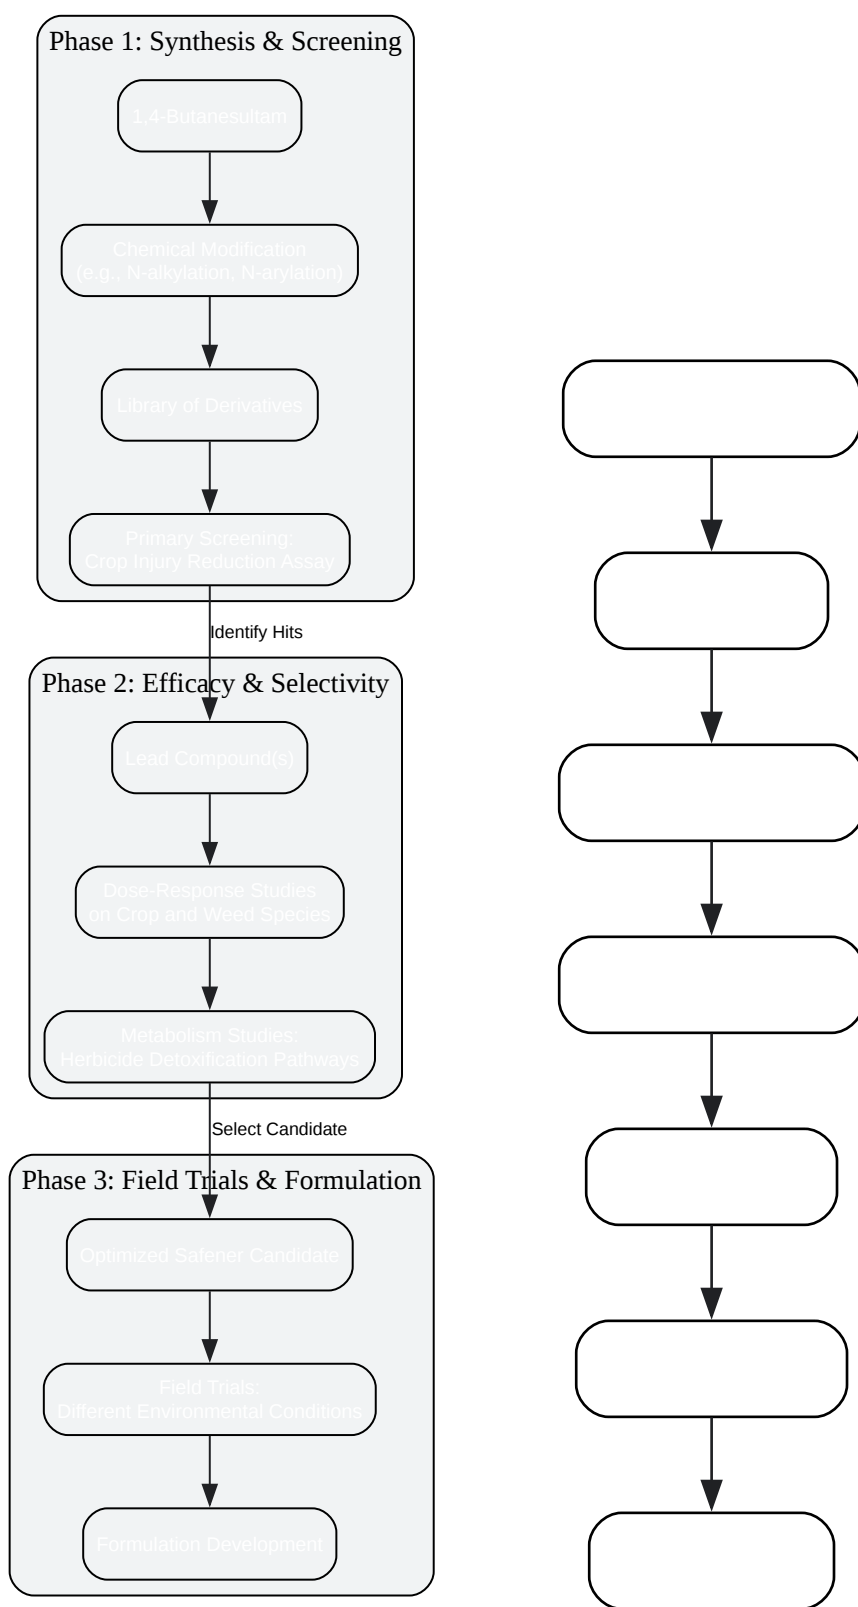 Phase 1: Synthesis & Screening
1,4-Butanesultam
Chemical Modification
(e.g., N-alkylation, N-arylation)
Library of Derivatives
Primary Screening:
Crop Injury Reduction Assay
Identify Hits
Phase 2: Efficacy & Selectivity
Lead Compound(s)
Dose-Response Studies
on Crop and Weed Species
Metabolism Studies:
Herbicide Detoxification Pathways
Select Candidate
Phase 3: Field Trials & Formulation
Optimized Safener Candidate
Field Trials:
Different Environmental Conditions
Formulation Development